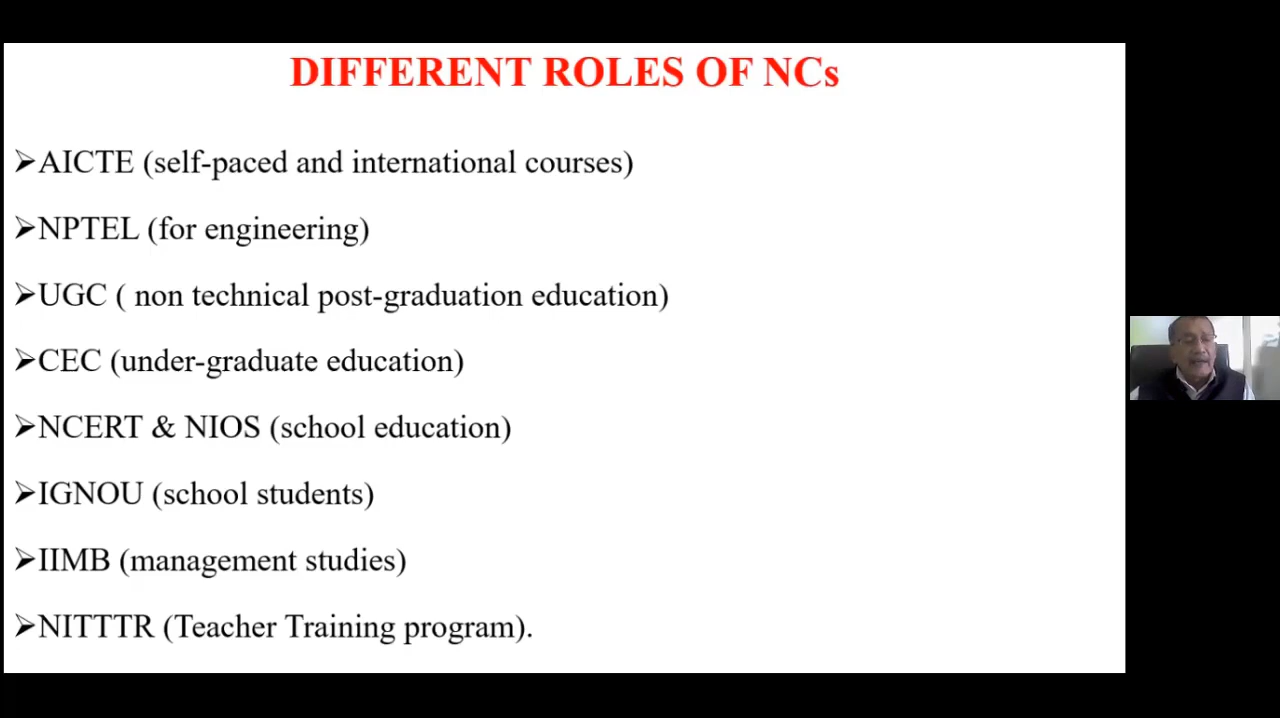 DIFFERENT ROLES OF NCs
➢AICTE (self-paced and international courses)
➢NPTEL (for engineering)
➢UGC ( non technical post-graduation education)
➢CEC (under-graduate education)
➢NCERT & NIOS (school education)
➢IGNOU (school students)
➢IIMB (management studies)
➢NITTTR (Teacher Training program).